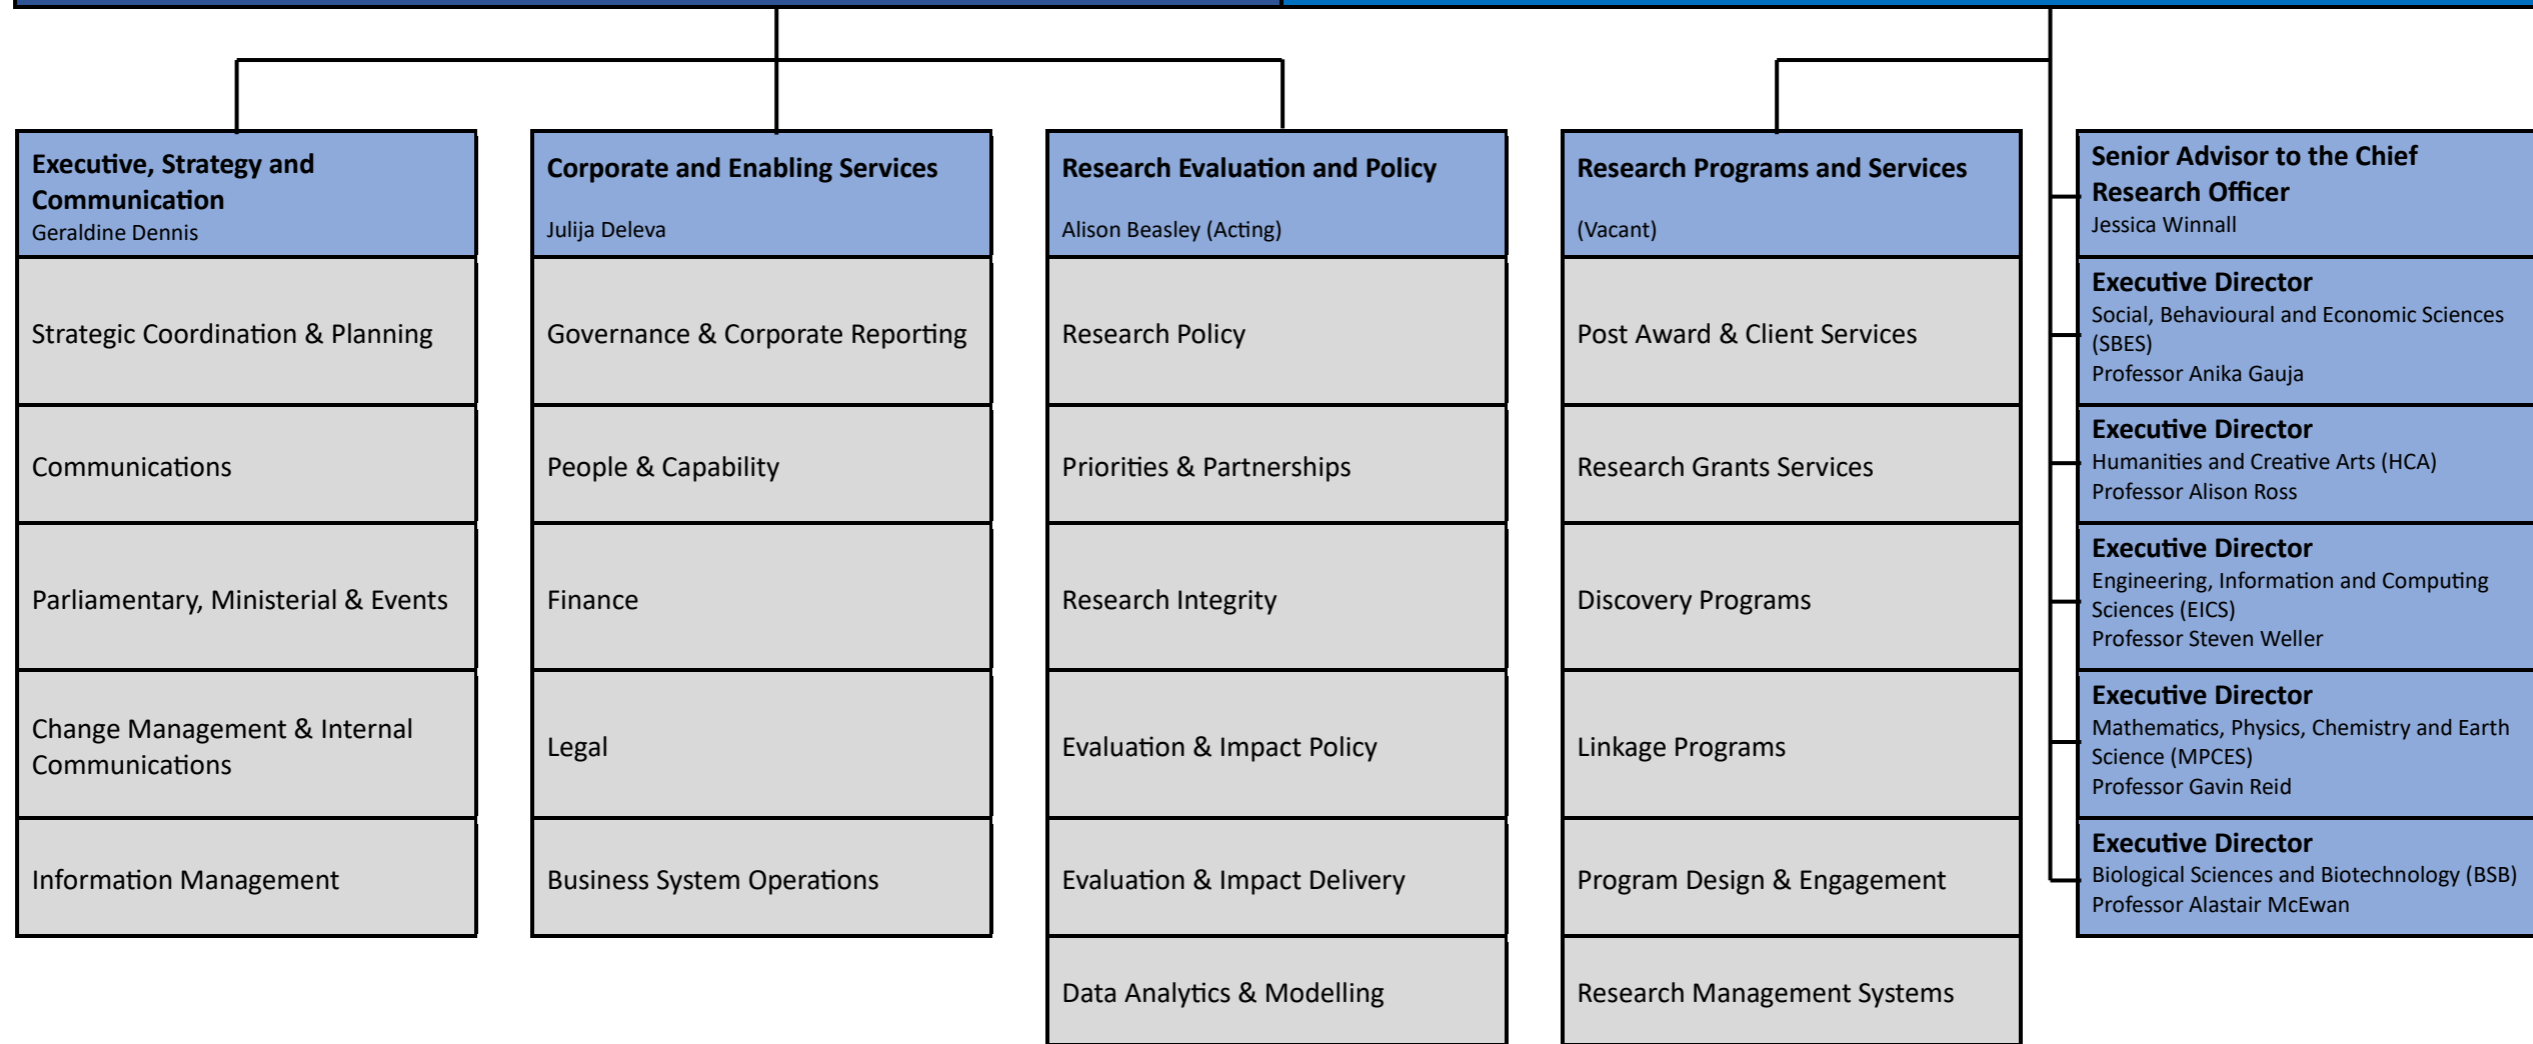 Executive, Strategy and
Communication
Geraldine Dennis
Strategic Coordination & Planning
Communications
Parliamentary, Ministerial & Events
Change Management & Internal
Communications
Information Management
Corporate and Enabling Services
Julija Deleva
Governance & Corporate Reporting
People & Capability
Finance
Legal
Business System Operations
Research Evaluation and Policy
Alison Beasley (Acting)
Research Policy
Priorities & Partnerships
Research Integrity
Evaluation & Impact Policy
Evaluation & Impact Delivery
Data Analytics & Modelling
Research Programs and Services
(Vacant)
Post Award & Client Services
Research Grants Services
Discovery Programs
Linkage Programs
Program Design & Engagement
Research Management Systems
Senior Advisor to the Chief
Research Officer
Jessica Winnall
Executive Director
Social, Behavioural and Economic Sciences
(SBES)
Professor Anika Gauja
Executive Director
Humanities and Creative Arts (HCA)
Professor Alison Ross
Executive Director
Engineering, Information and Computing
Sciences (EICS)
Professor Steven Weller
Executive Director
Mathematics, Physics, Chemistry and Earth
Science (MPCES)
Professor Gavin Reid
Executive Director
Biological Sciences and Biotechnology (BSB)
Professor Alastair McEwan